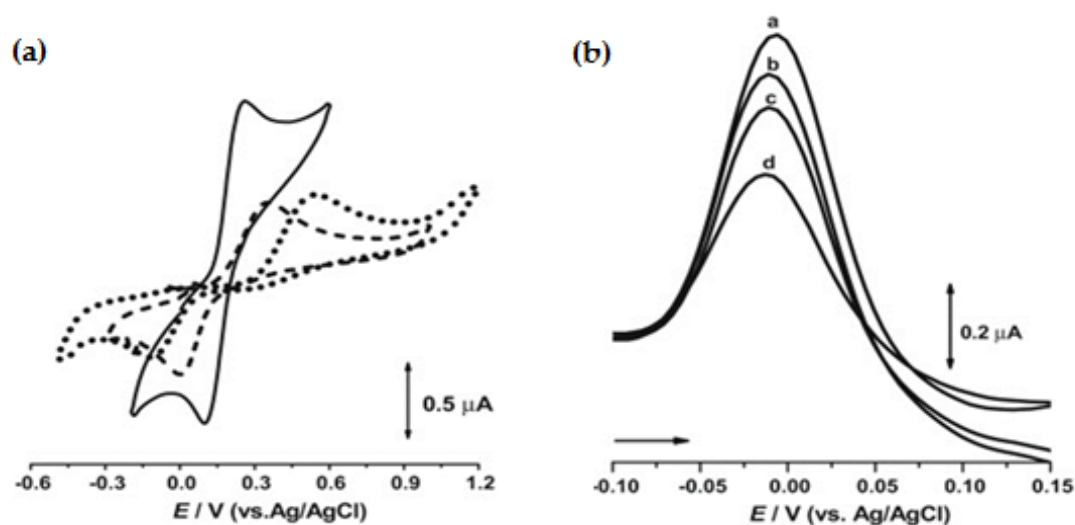 (a)
0.5 μA
-0.6 -0.3 0.0 0.3 0.6 0.9 1.2
E / V (vs.Ag/AgCl)
(b)
a
b
c
d
0.2 μA
-0.10 -0.05 0.00 0.05 0.10 0.15
E / V (vs. Ag/AgCl)